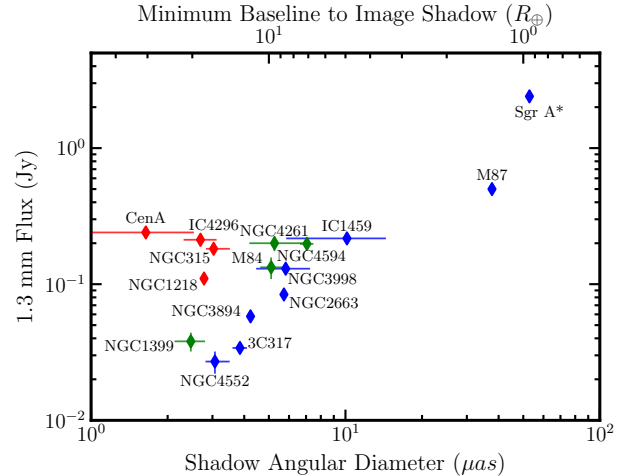 Minimum Baseline to Image Shadow (R⊕)
10¹ 10⁰
Sgr A*
10⁰
M87
CenA
IC4296
NGC4261
IC1459
NGC315
M84
NGC4594
NGC1218
NGC3998
10⁻¹
NGC2663
NGC3894
NGC1399
3C317
NGC4552
10⁻²
10⁰ 10¹ 10²
Shadow Angular Diameter (μas)
1.3 mm Flux (Jy)